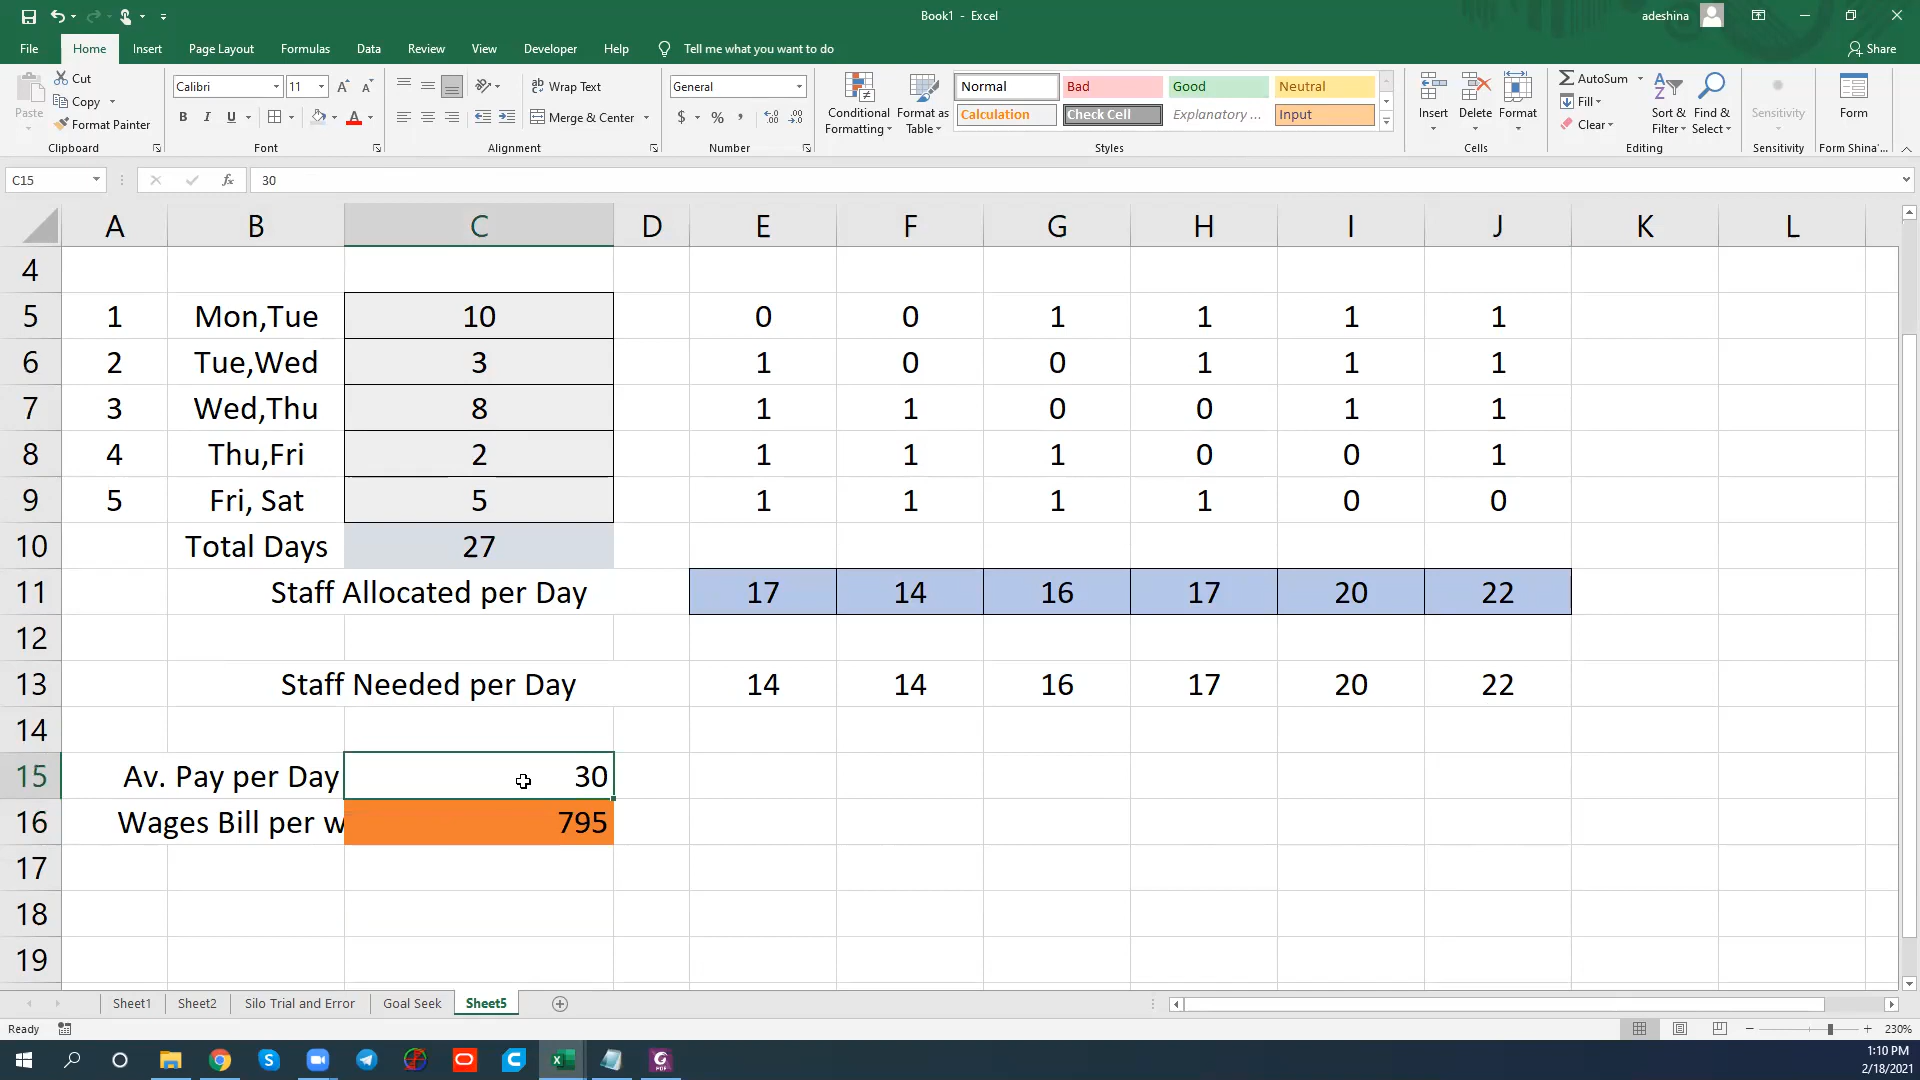 Book1 - Excel
adeshina
File Home Insert Page Layout Formulas Data Review View Developer Help Tell me what you want to do Share
Paste
Cut
Copy
Format Painter
Clipboard
Calibri 11
B I U
Font
Wrap Text
Merge & Center
Alignment
General
$ % ,
Number
Conditional Formatting
Format as Table
Normal Bad Good Neutral
Calculation Check Cell Explanatory ... Input
Styles
Insert Delete Format
Cells
AutoSum
Fill
Clear
Sort & Filter
Find & Select
Editing
Sensitivity
Sensitivity
Form
Form Shina'...
C15 fx 30
A B C D E F G H I J K L
4
5 1 Mon,Tue 10 0 0 1 1 1 1
6 2 Tue,Wed 3 1 0 0 1 1 1
7 3 Wed,Thu 8 1 1 0 0 1 1
8 4 Thu,Fri 2 1 1 1 0 0 1
9 5 Fri, Sat 5 1 1 1 1 0 0
10 Total Days 27
11 Staff Allocated per Day 17 14 16 17 20 22
12
13 Staff Needed per Day 14 14 16 17 20 22
14
15 Av. Pay per Day 30
16 Wages Bill per w 795
17
18
19
Sheet1 Sheet2 Silo Trial and Error Goal Seek Sheet5
Ready
230%
1:10 PM
2/18/2021